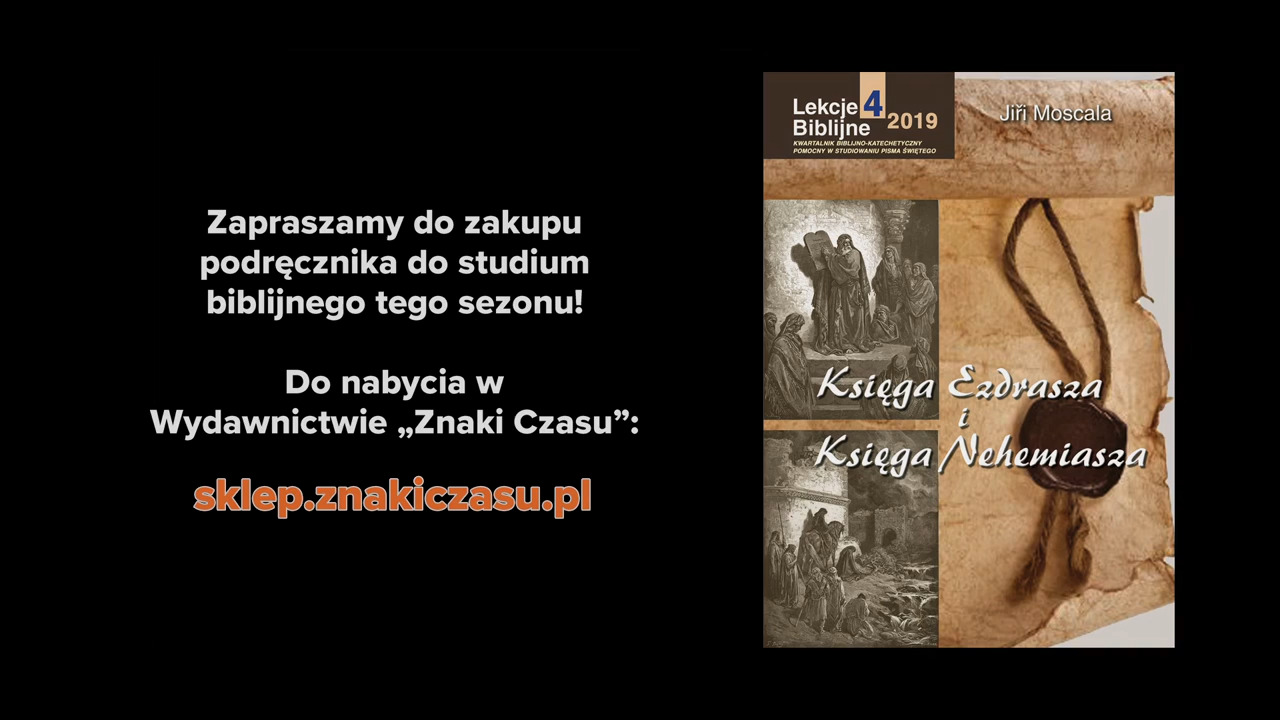 Zapraszamy do zakupu
podręcznika do studium
biblijnego tego sezonu!
Do nabycia w
Wydawnictwie „Znaki Czasu”:
sklep.znakiczasu.pl
Lekcje 4
Biblijne 2019
KWARTALNIK BIBLIJNO-KATECHETYCZNY
POMOCNY W STUDIOWANIU PISMA ŚWIĘTEGO
Jiři Moscala
Księga Ezdrasza
i
Księga Nehemiasza